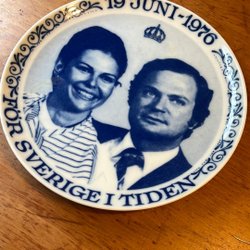 19 JUNI-1976
FÖR SVERIGE I TIDEN